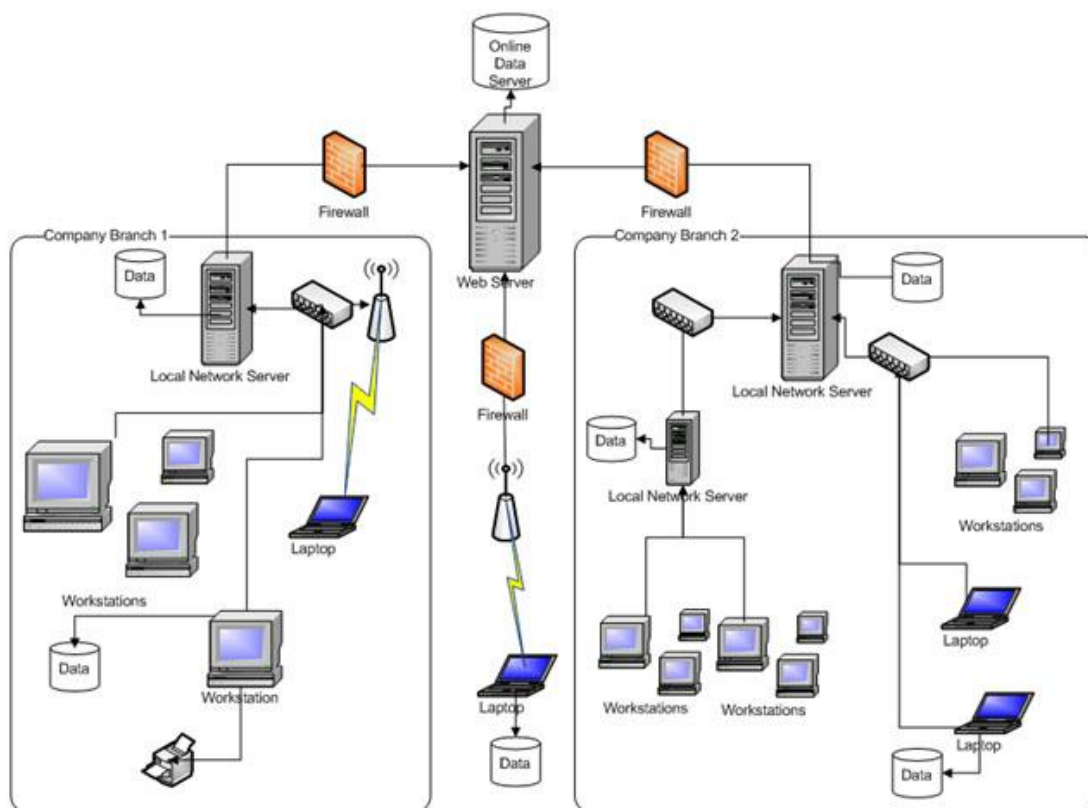 Online
Data
Server
Firewall
Firewall
Company Branch 1
Company Branch 2
Data
Web Server
Data
Local Network Server
Local Network Server
Firewall
Data
Local Network Server
Workstations
Laptop
Workstations
Data
Workstation
Laptop
Data
Workstations
Workstations
Laptop
Laptop
Data